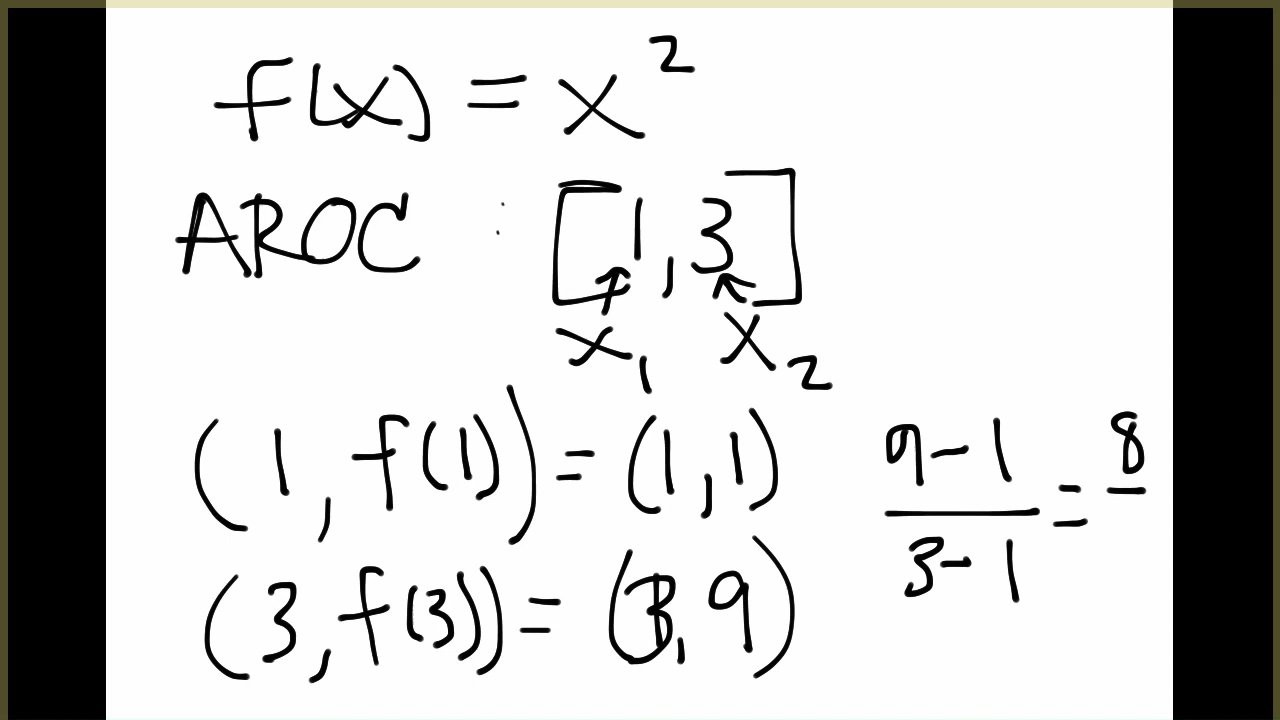 f(x) = x²
AROC : [1, 3]
x₁ x₂
(1, f(1)) = (1, 1)
(3, f(3)) = (3, 9)
9-1 = 8
3-1